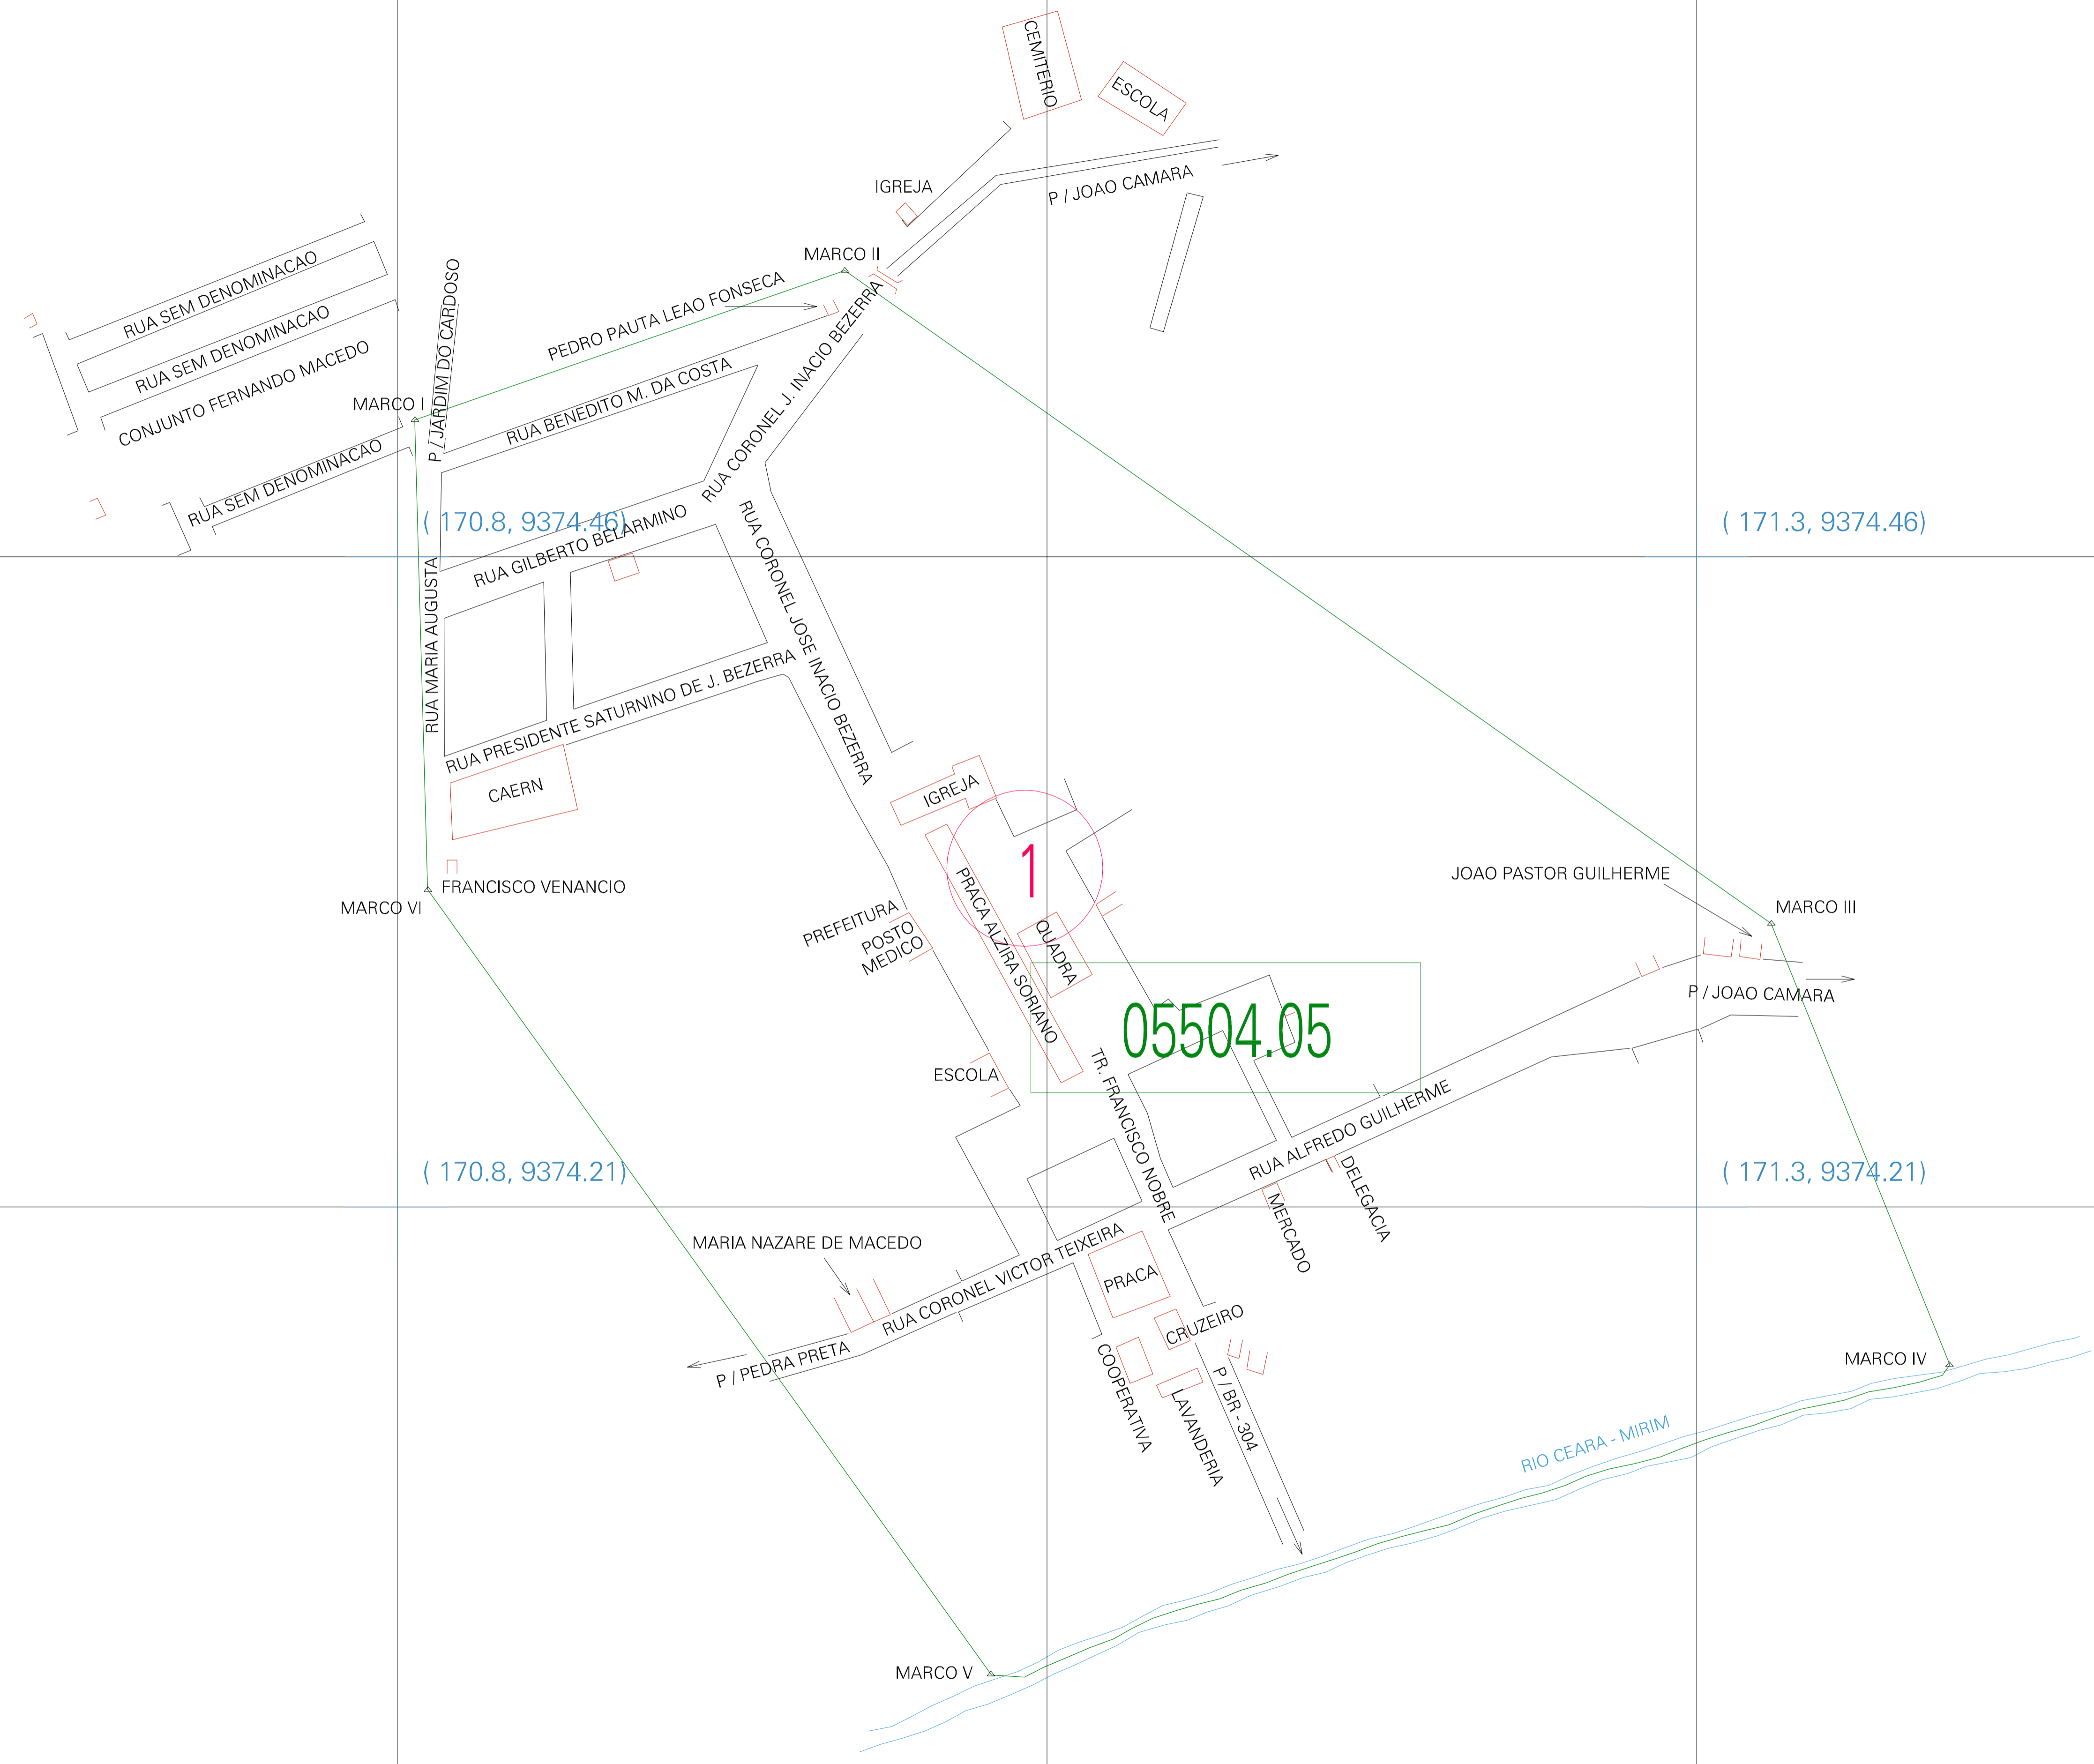 CEMITERIO
ESCOLA
IGREJA
P / JOAO CAMARA
MARCO II
RUA SEM DENOMINACAO
RUA SEM DENOMINACAO
CONJUNTO FERNANDO MACEDO
RUA SEM DENOMINACAO
P / JARDIM DO CARDOSO
PEDRO PAUTA LEAO FONSECA
MARCO I
RUA BENEDITO M. DA COSTA
RUA CORONEL J. INACIO BEZERRA
( 170.8, 9374.46)
( 171.3, 9374.46)
RUA GILBERTO BELARMINO
RUA MARIA AUGUSTA
RUA CORONEL JOSE INACIO BEZERRA
RUA PRESIDENTE SATURNINO DE J. BEZERRA
CAERN
IGREJA
1
FRANCISCO VENANCIO
MARCO VI
JOAO PASTOR GUILHERME
MARCO III
PREFEITURA
POSTO
MEDICO
PRACA ALZIRA SORIANO
QUADRA
P / JOAO CAMARA
05504.05
ESCOLA
TR. FRANCISCO NOBRE
RUA ALFREDO GUILHERME
DELEGACIA
MERCADO
( 170.8, 9374.21)
( 171.3, 9374.21)
MARIA NAZARE DE MACEDO
RUA CORONEL VICTOR TEIXEIRA
PRACA
P / PEDRA PRETA
CRUZEIRO
COOPERATIVA
LAVANDERIA
P / BR - 304
MARCO IV
RIO CEARA - MIRIM
MARCO V